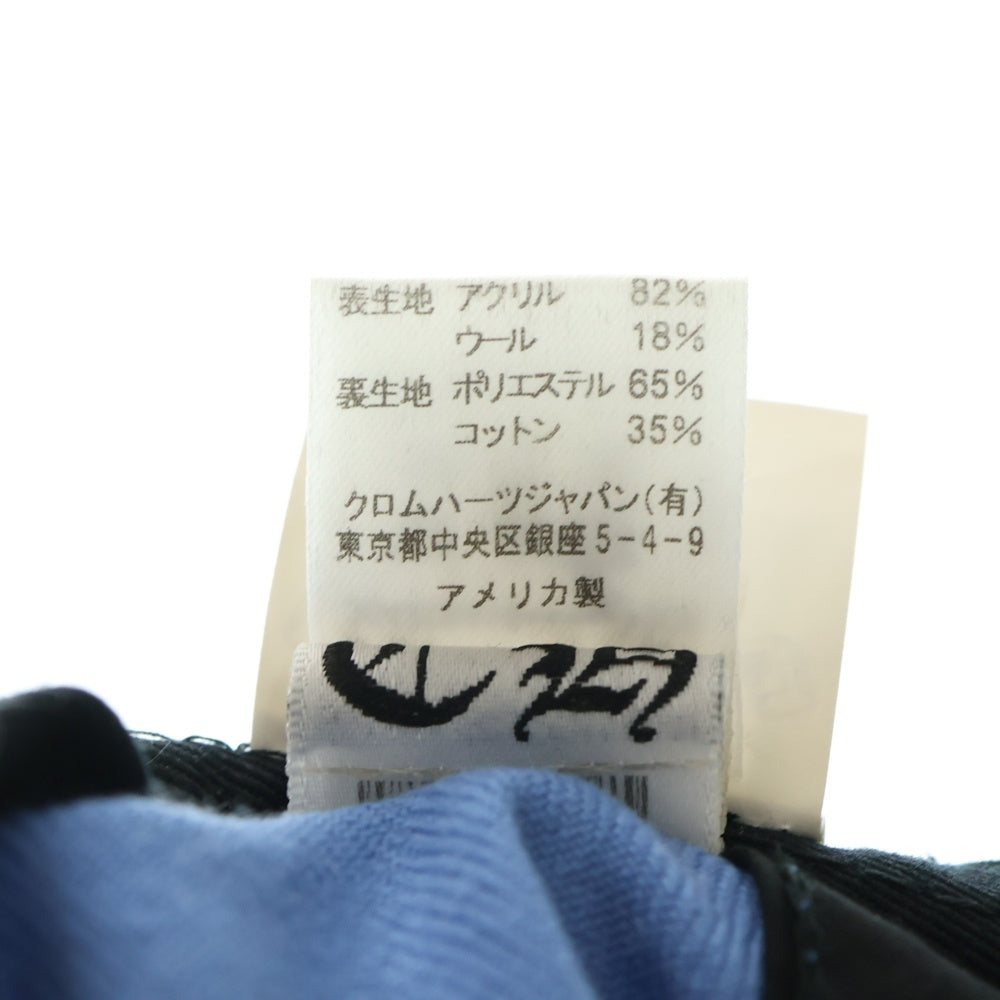 表生地 アクリル 82%
ウール 18%
裏生地 ポリエステル 65%
コットン 35%
クロムハーツジャパン(有)
東京都中央区銀座5-4-9
アメリカ製